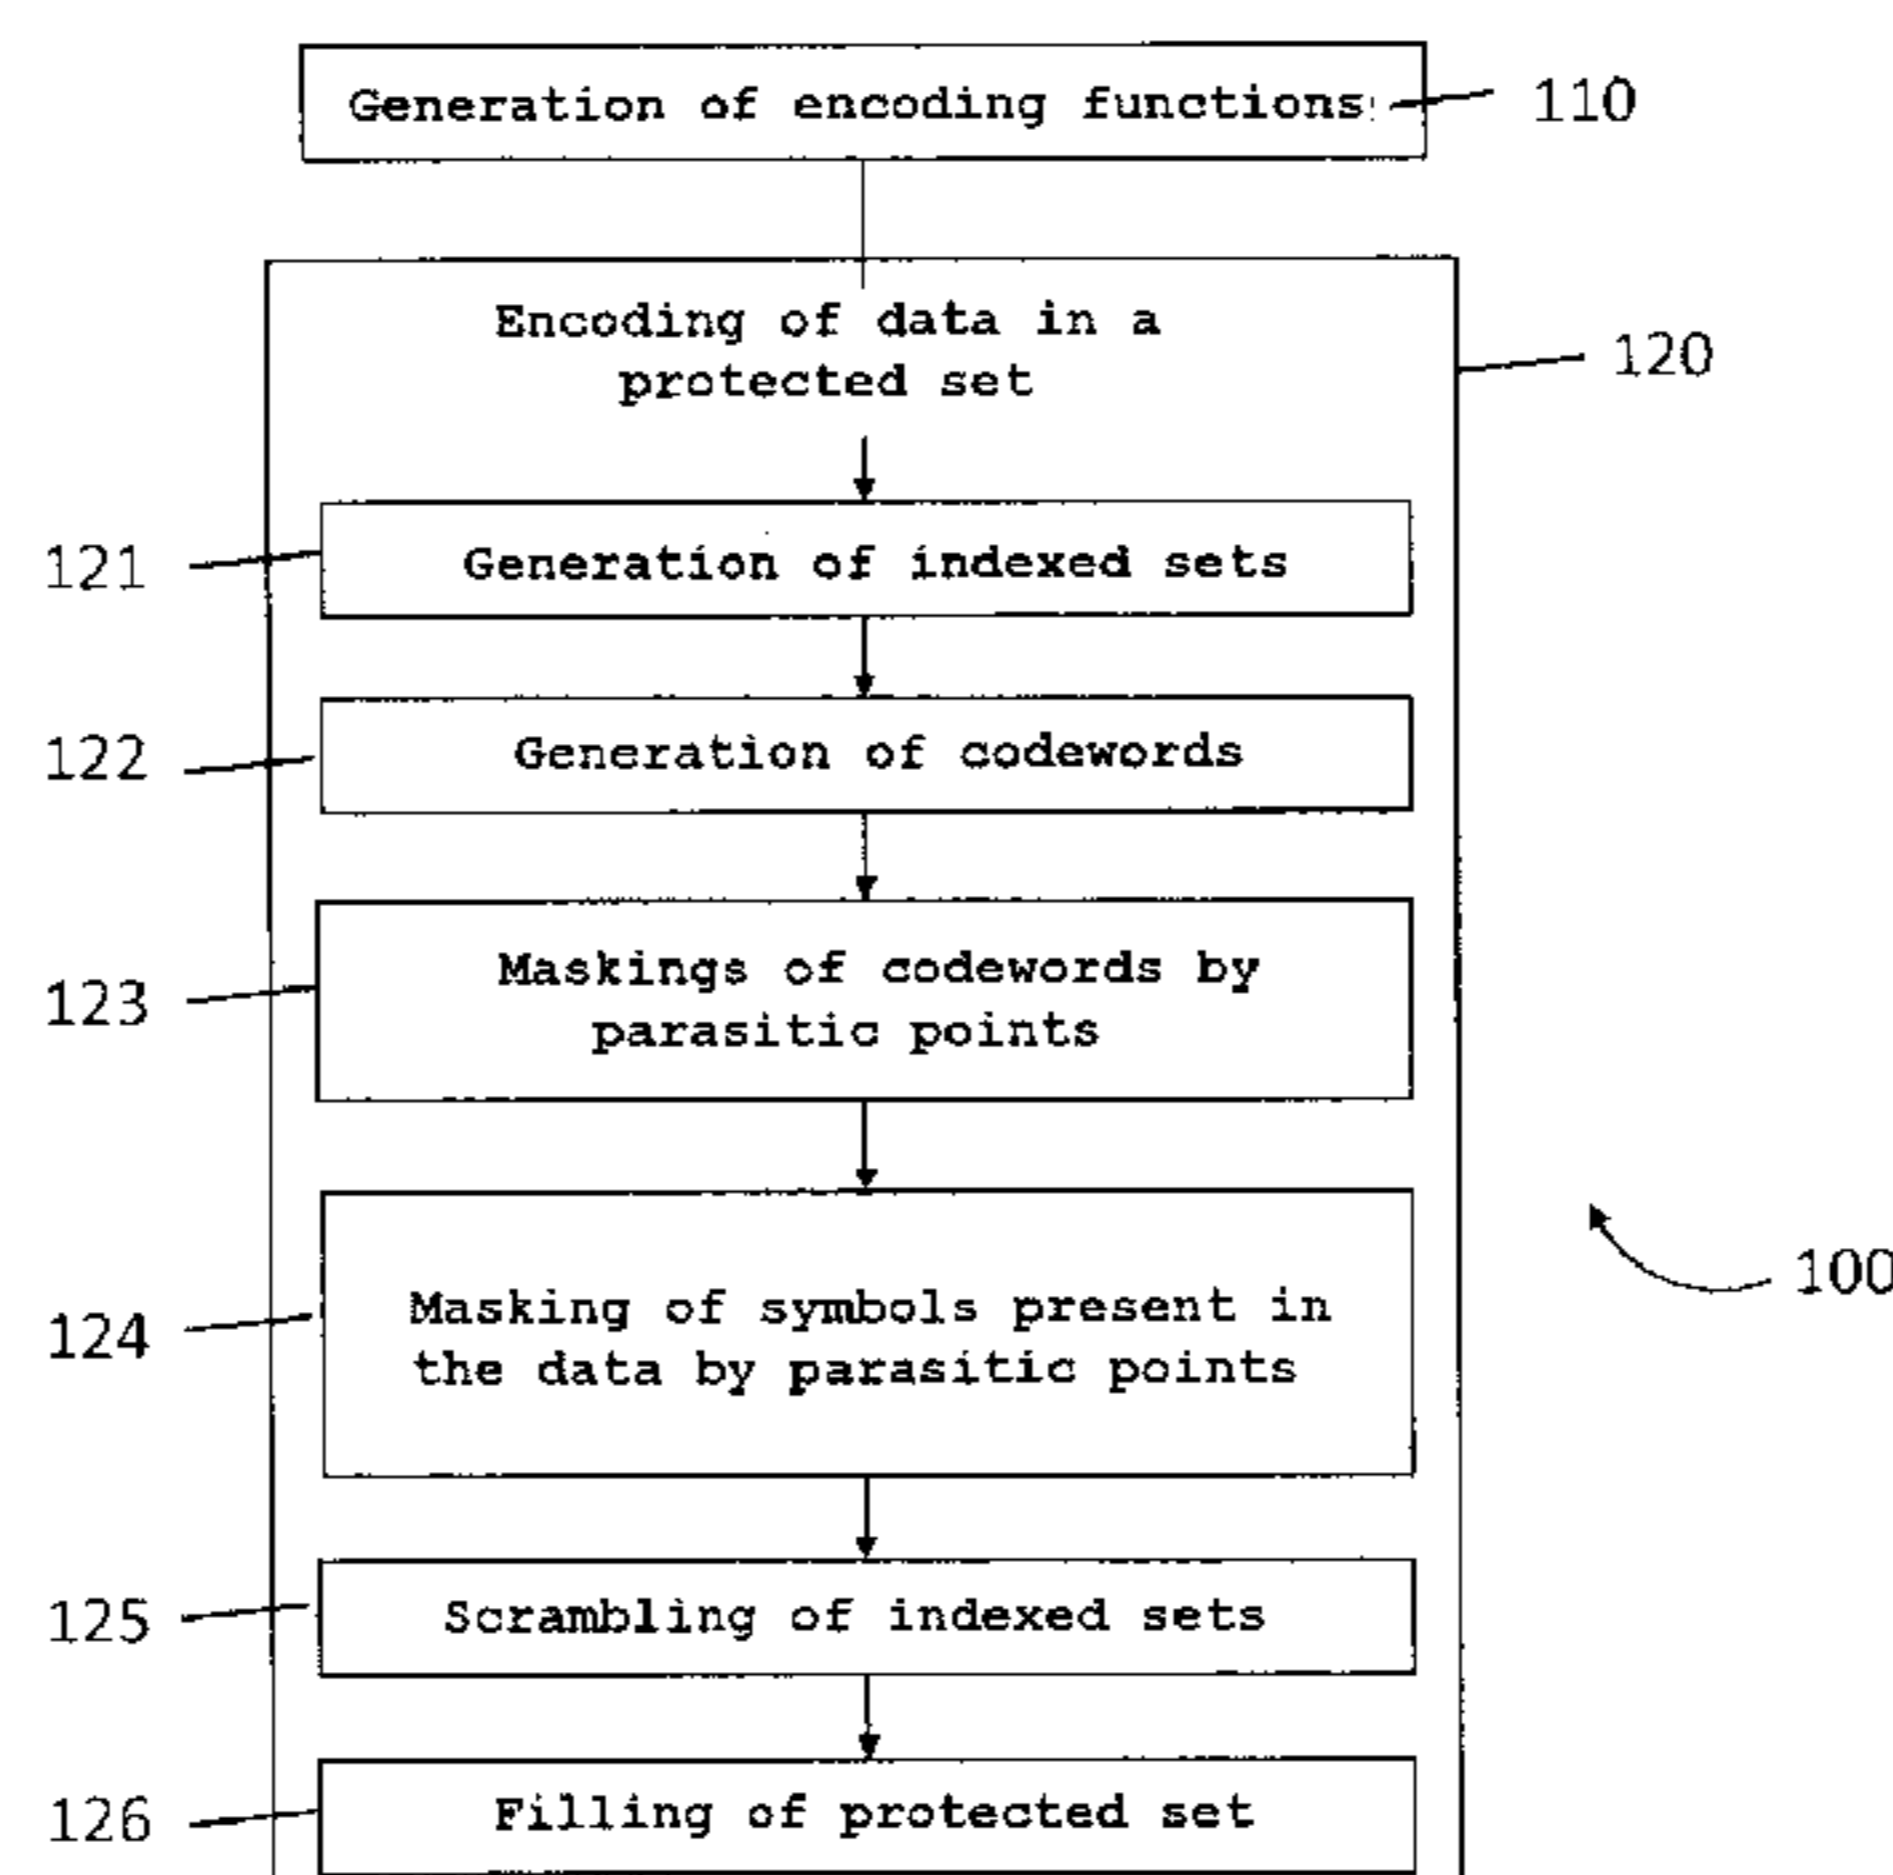 Generation of encoding functions
110
Encoding of data in a
protected set
120
121
Generation of indexed sets
122
Generation of codewords
123
Maskings of codewords by
parasitic points
124
Masking of symbols present in
the data by parasitic points
100
125
Scrambling of indexed sets
126
Filling of protected set